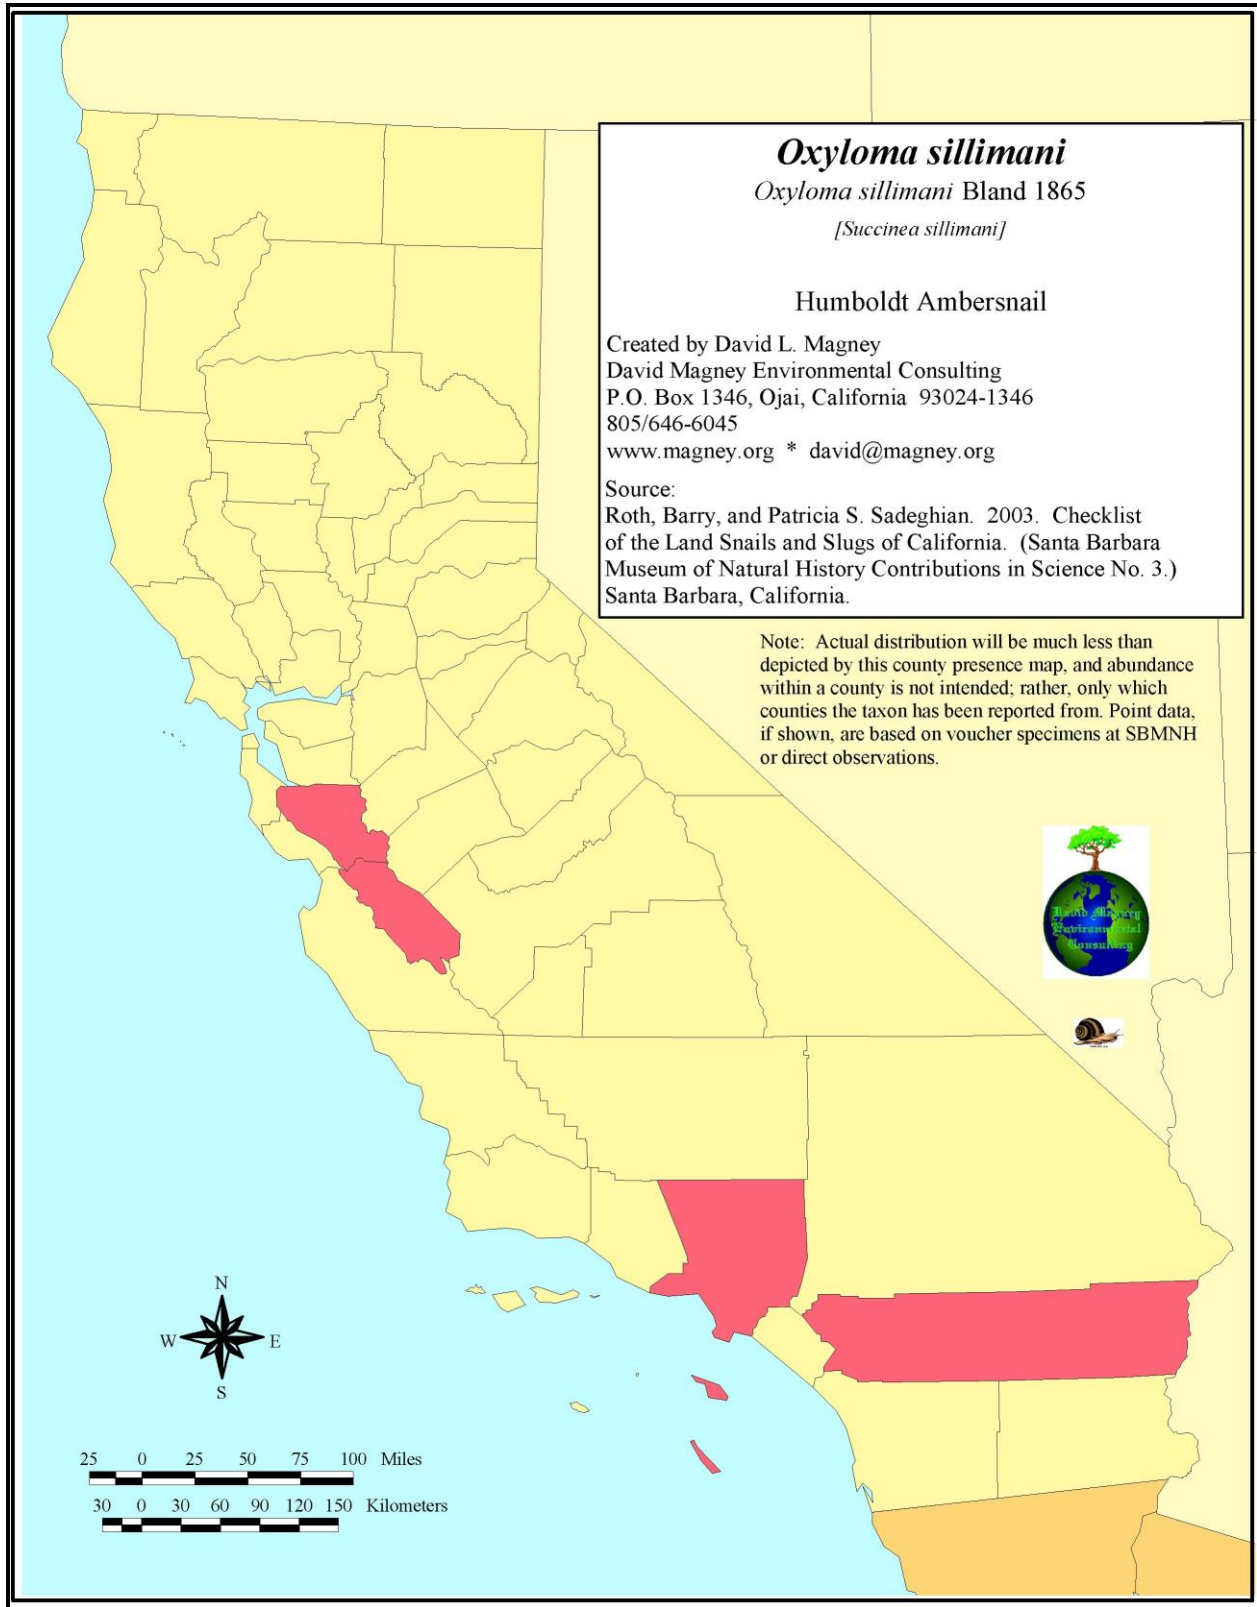 Oxyloma sillimani
Oxyloma sillimani Bland 1865
[Succinea sillimani]
Humboldt Ambersnail
Created by David L. Magney
David Magney Environmental Consulting
P.O. Box 1346, Ojai, California 93024-1346
805/646-6045
www.magney.org * david@magney.org
Source:
Roth, Barry, and Patricia S. Sadeghian. 2003. Checklist
of the Land Snails and Slugs of California. (Santa Barbara
Museum of Natural History Contributions in Science No. 3.)
Santa Barbara, California.
Note: Actual distribution will be much less than
depicted by this county presence map, and abundance
within a county is not intended; rather, only which
counties the taxon has been reported from. Point data,
if shown, are based on voucher specimens at SBMNH
or direct observations.
David Magney
Environmental
Consulting
N
W E
S
25 0 25 50 75 100 Miles
30 0 30 60 90 120 150 Kilometers